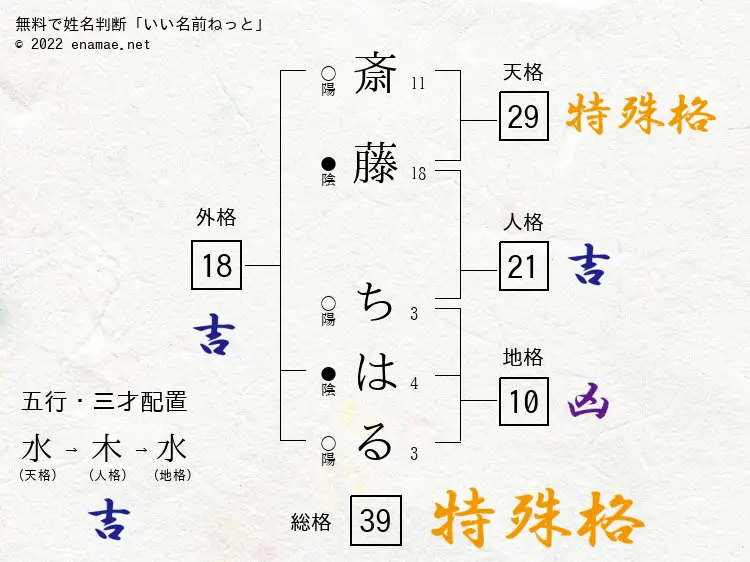 無料で姓名判断「いい名前ねっと」
© 2022 enamae.net
天格
29 特殊格
○陽 斎 11
●陰 藤 18
外格
18
吉
人格
21 吉
○陽 ち 3
●陰 は 4
○陽 る 3
地格
10 凶
五行・三才配置
水 → 木 → 水
(天格) (人格) (地格)
吉
総格 39 特殊格